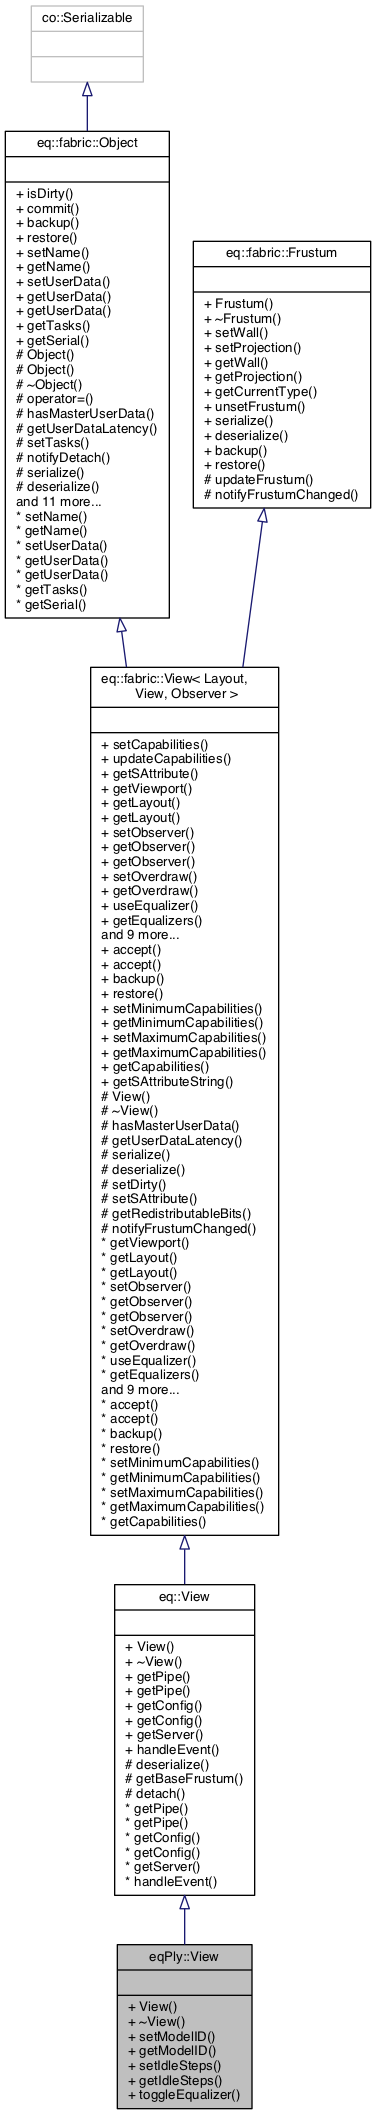 co::Serializable
eq::fabric::Object
+ isDirty()
+ commit()
+ backup()
+ restore()
+ setName()
+ getName()
+ setUserData()
+ getUserData()
+ getUserData()
+ getTasks()
+ getSerial()
# Object()
# Object()
# ~Object()
# operator=()
# hasMasterUserData()
# getUserDataLatency()
# setTasks()
# notifyDetach()
# serialize()
# deserialize()
and 11 more...
* setName()
* getName()
* setUserData()
* getUserData()
* getUserData()
* getTasks()
* getSerial()
eq::fabric::Frustum
+ Frustum()
+ ~Frustum()
+ setWall()
+ setProjection()
+ getWall()
+ getProjection()
+ getCurrentType()
+ unsetFrustum()
+ serialize()
+ deserialize()
+ backup()
+ restore()
# updateFrustum()
# notifyFrustumChanged()
eq::fabric::View< Layout,
View, Observer >
+ setCapabilities()
+ updateCapabilities()
+ getSAttribute()
+ getViewport()
+ getLayout()
+ getLayout()
+ setObserver()
+ getObserver()
+ getObserver()
+ setOverdraw()
+ getOverdraw()
+ useEqualizer()
+ getEqualizers()
and 9 more...
+ accept()
+ accept()
+ backup()
+ restore()
+ setMinimumCapabilities()
+ getMinimumCapabilities()
+ setMaximumCapabilities()
+ getMaximumCapabilities()
+ getCapabilities()
+ getSAttributeString()
# View()
# ~View()
# hasMasterUserData()
# getUserDataLatency()
# serialize()
# deserialize()
# setDirty()
# setSAttribute()
# getRedistributableBits()
# notifyFrustumChanged()
* getViewport()
* getLayout()
* getLayout()
* setObserver()
* getObserver()
* getObserver()
* setOverdraw()
* getOverdraw()
* useEqualizer()
* getEqualizers()
and 9 more...
* accept()
* accept()
* backup()
* restore()
* setMinimumCapabilities()
* getMinimumCapabilities()
* setMaximumCapabilities()
* getMaximumCapabilities()
* getCapabilities()
eq::View
+ View()
+ ~View()
+ getPipe()
+ getPipe()
+ getConfig()
+ getConfig()
+ getServer()
+ handleEvent()
# deserialize()
# getBaseFrustum()
# detach()
* getPipe()
* getPipe()
* getConfig()
* getConfig()
* getServer()
* handleEvent()
eqPly::View
+ View()
+ ~View()
+ setModelID()
+ getModelID()
+ setIdleSteps()
+ getIdleSteps()
+ toggleEqualizer()